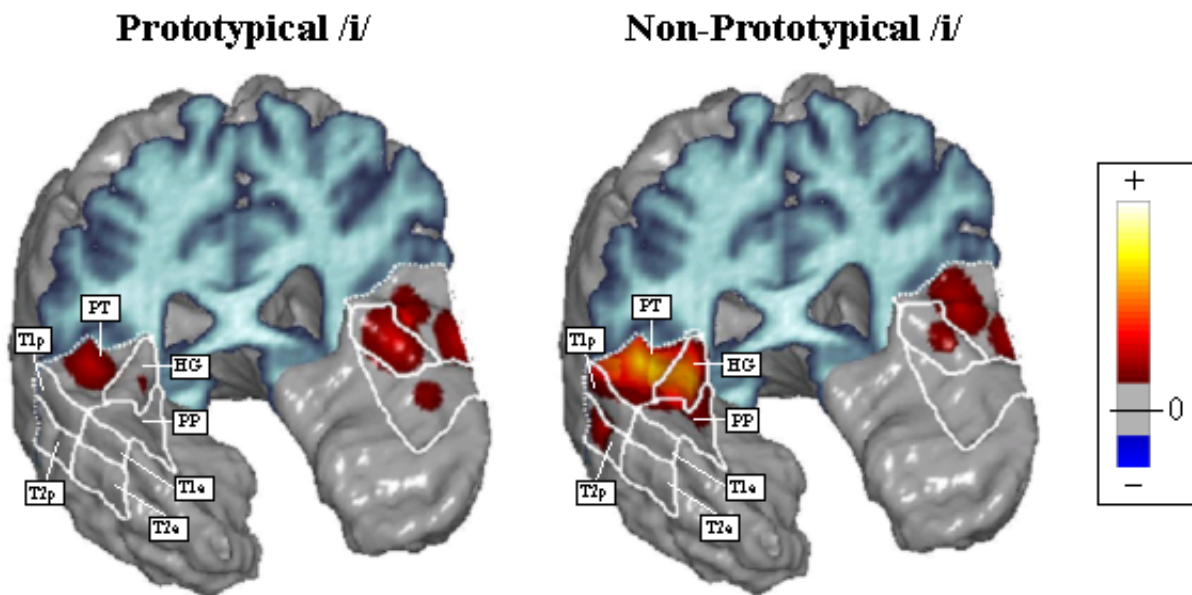 Prototypical /i/
Non-Prototypical /i/
PT
T1p
HG
PP
T2p
T1a
T2a
PT
T1p
HG
PP
T2p
T1a
T2a
+
0
−